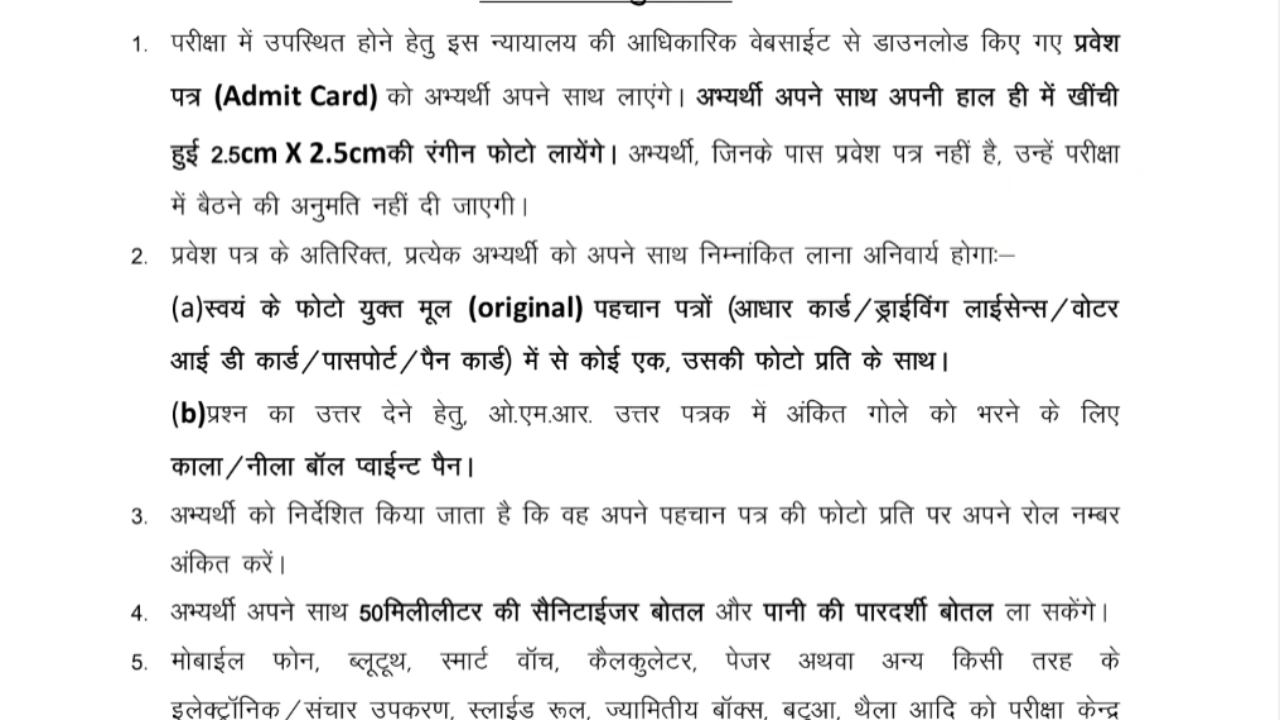 1. परीक्षा में उपस्थित होने हेतु इस न्यायालय की आधिकारिक वेबसाईट से डाउनलोड किए गए प्रवेश
पत्र (Admit Card) को अभ्यर्थी अपने साथ लाएंगे। अभ्यर्थी अपने साथ अपनी हाल ही में खींची
हुई 2.5cm X 2.5cmकी रंगीन फोटो लायेंगे। अभ्यर्थी, जिनके पास प्रवेश पत्र नहीं है, उन्हें परीक्षा
में बैठने की अनुमति नहीं दी जाएगी।
2. प्रवेश पत्र के अतिरिक्त, प्रत्येक अभ्यर्थी को अपने साथ निम्नांकित लाना अनिवार्य होगाः–
(a)स्वयं के फोटो युक्त मूल (original) पहचान पत्रों (आधार कार्ड/ड्राईविंग लाईसेन्स/वोटर
आई डी कार्ड/पासपोर्ट/पैन कार्ड) में से कोई एक, उसकी फोटो प्रति के साथ।
(b)प्रश्न का उत्तर देने हेतु, ओ.एम.आर. उत्तर पत्रक में अंकित गोले को भरने के लिए
काला/नीला बॉल प्वाईन्ट पैन।
3. अभ्यर्थी को निर्देशित किया जाता है कि वह अपने पहचान पत्र की फोटो प्रति पर अपने रोल नम्बर
अंकित करें।
4. अभ्यर्थी अपने साथ 50मिलीलीटर की सैनिटाईजर बोतल और पानी की पारदर्शी बोतल ला सकेंगे।
5. मोबाईल फोन, ब्लूटूथ, स्मार्ट वॉच, कैलकुलेटर, पेजर अथवा अन्य किसी तरह के
इलेक्ट्रॉनिक/संचार उपकरण, स्लाईड रूल, ज्यामितीय बॉक्स, बटुआ, थैला आदि को परीक्षा केन्द्र